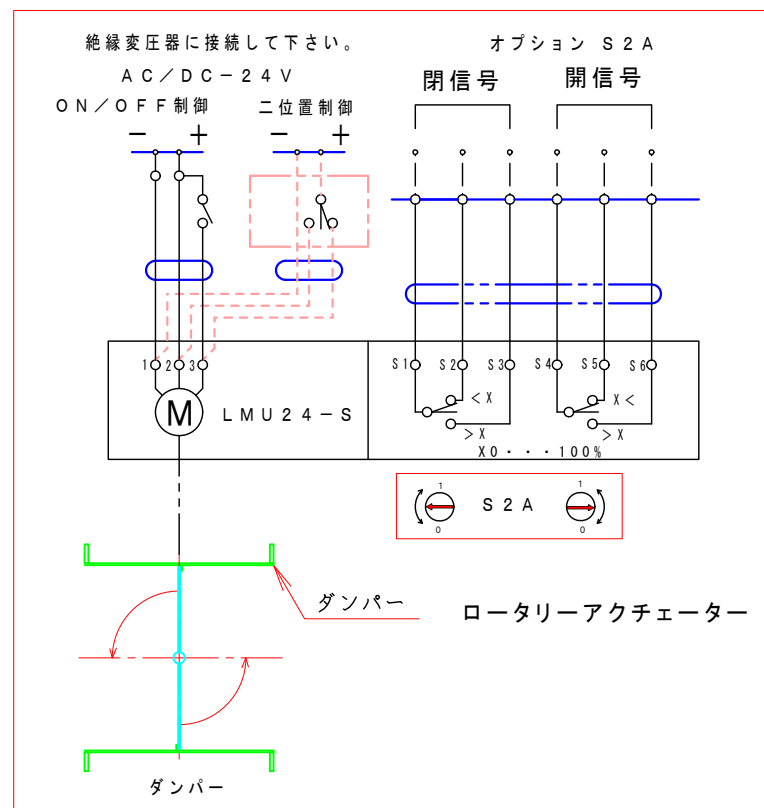 絶縁変圧器に接続して下さい。
オプション S2A
AC/DC-24V
閉信号
開信号
ON/OFF制御
二位置制御
- +
- +
1 2 3
S1 S2 S3 S4 S5 S6
M
LMU24-S
<X
X<
>X
>X
X0・・・100%
1
1
S2A
0
0
ダンパー
ロータリーアクチェーター
ダンパー